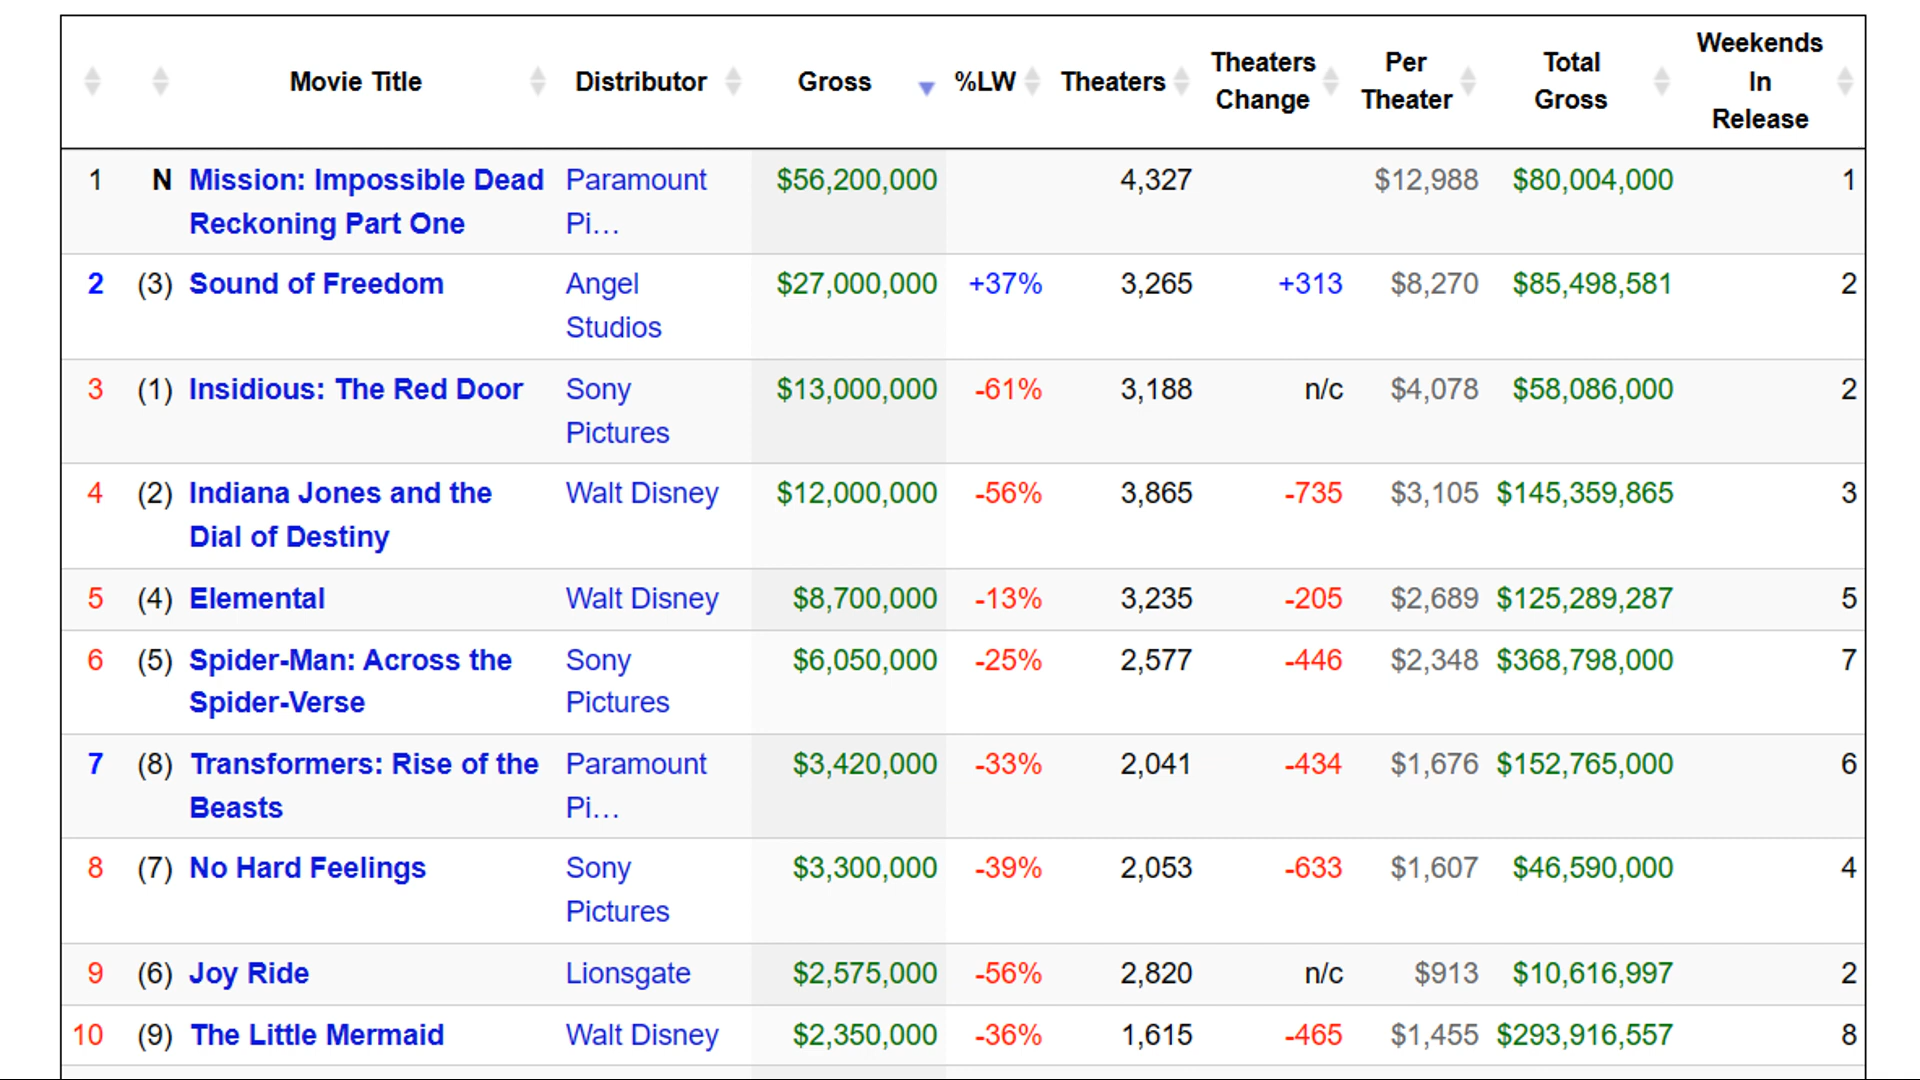 Movie Title Distributor Gross %LW Theaters Theaters Change Per Theater Total Gross Weekends In Release
1 N Mission: Impossible Dead Paramount $56,200,000 4,327 $12,988 $80,004,000 1
Reckoning Part One Pi…
2 (3) Sound of Freedom Angel $27,000,000 +37% 3,265 +313 $8,270 $85,498,581 2
Studios
3 (1) Insidious: The Red Door Sony $13,000,000 -61% 3,188 n/c $4,078 $58,086,000 2
Pictures
4 (2) Indiana Jones and the Walt Disney $12,000,000 -56% 3,865 -735 $3,105 $145,359,865 3
Dial of Destiny
5 (4) Elemental Walt Disney $8,700,000 -13% 3,235 -205 $2,689 $125,289,287 5
6 (5) Spider-Man: Across the Sony $6,050,000 -25% 2,577 -446 $2,348 $368,798,000 7
Spider-Verse Pictures
7 (8) Transformers: Rise of the Paramount $3,420,000 -33% 2,041 -434 $1,676 $152,765,000 6
Beasts Pi…
8 (7) No Hard Feelings Sony $3,300,000 -39% 2,053 -633 $1,607 $46,590,000 4
Pictures
9 (6) Joy Ride Lionsgate $2,575,000 -56% 2,820 n/c $913 $10,616,997 2
10 (9) The Little Mermaid Walt Disney $2,350,000 -36% 1,615 -465 $1,455 $293,916,557 8